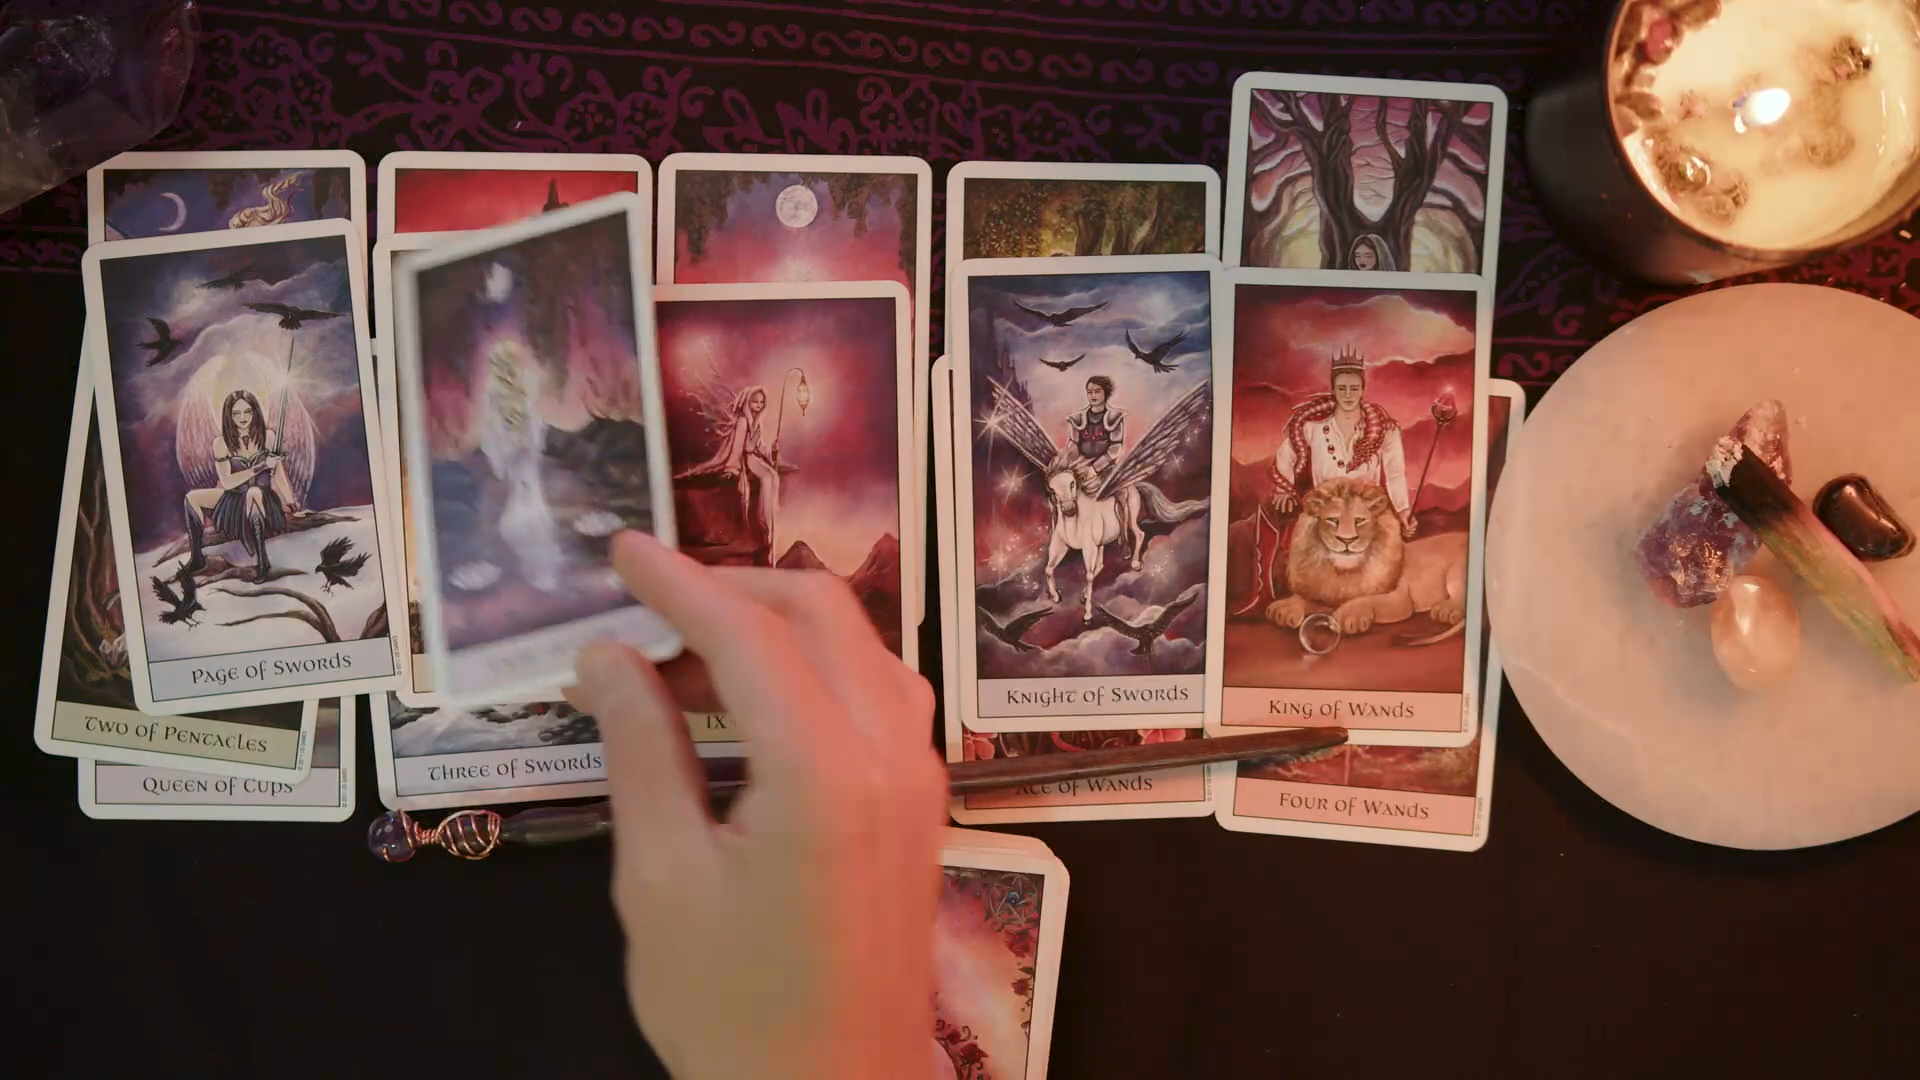 Page of Swords
Two of Pentacles
Queen of Cups
Three of Swords
IX
Knight of Swords
Ace of Wands
King of Wands
Four of Wands